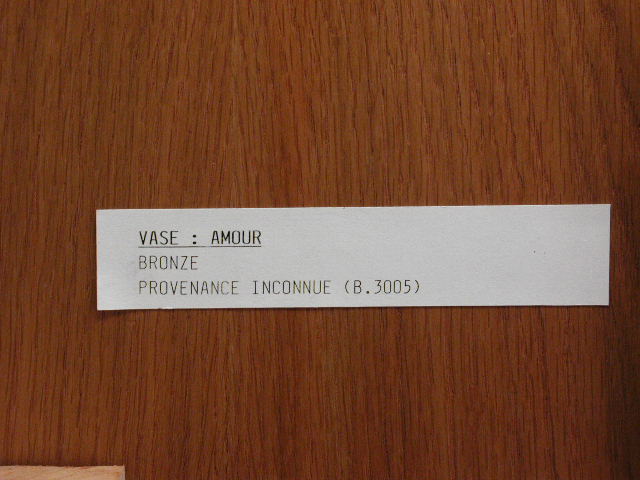 VASE : AMOUR
BRONZE
PROVENANCE INCONNUE (B.3005)